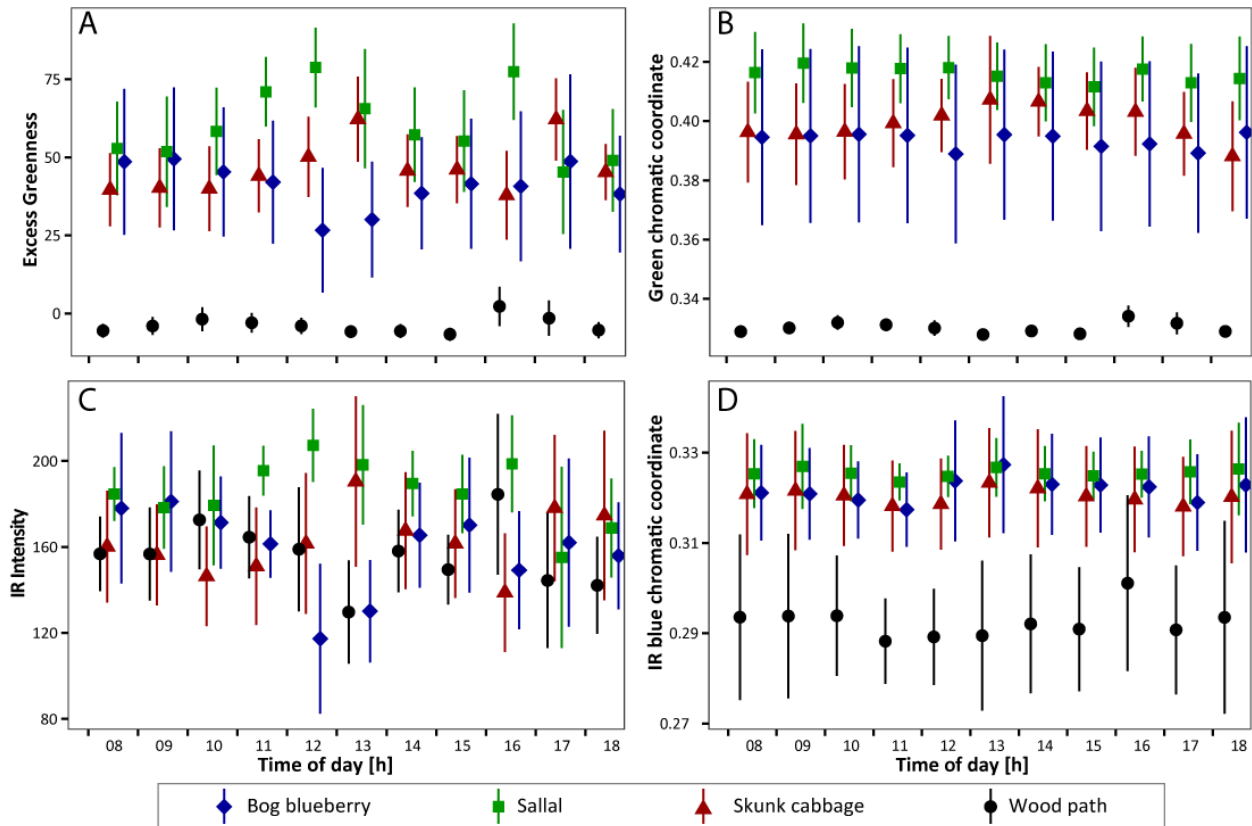 A
Excess Greenness
75
50
25
0
B
Green chromatic coordinate
0.42
0.40
0.38
0.36
0.34
C
IR Intensity
200
160
120
80
08 09 10 11 12 13 14 15 16 17 18
Time of day [h]
D
IR blue chromatic coordinate
0.33
0.31
0.29
0.27
08 09 10 11 12 13 14 15 16 17 18
Time of day [h]
Bog blueberry Sallal Skunk cabbage Wood path